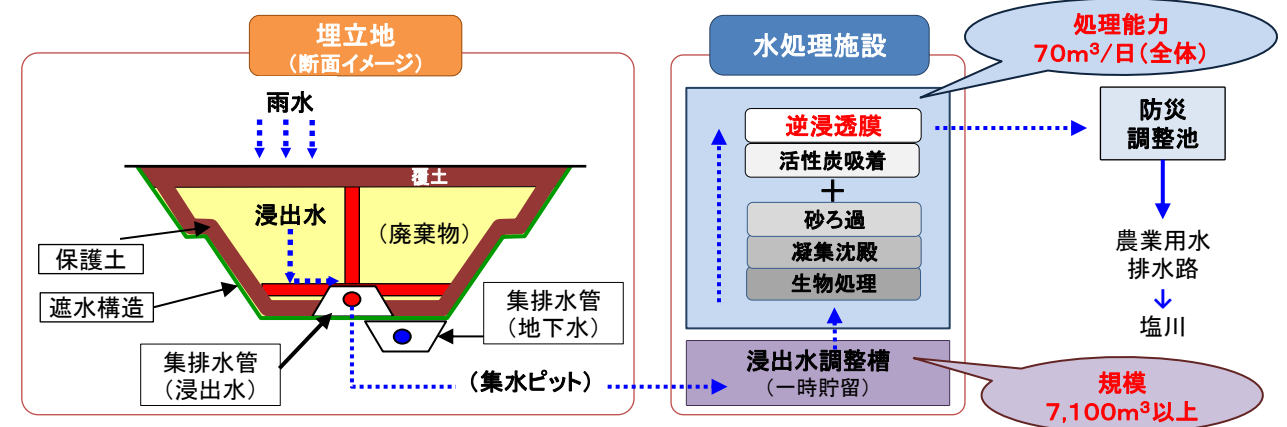 埋立地
（断面イメージ）
雨水
覆土
浸出水
（廃棄物）
保護土
遮水構造
集排水管
（浸出水）
集排水管
（地下水）
（集水ピット）
水処理施設
処理能力
70m³/日（全体）
逆浸透膜
活性炭吸着
＋
砂ろ過
凝集沈殿
生物処理
浸出水調整槽
（一時貯留）
規模
7,100m³以上
防災
調整池
農業用水
排水路
↓
塩川